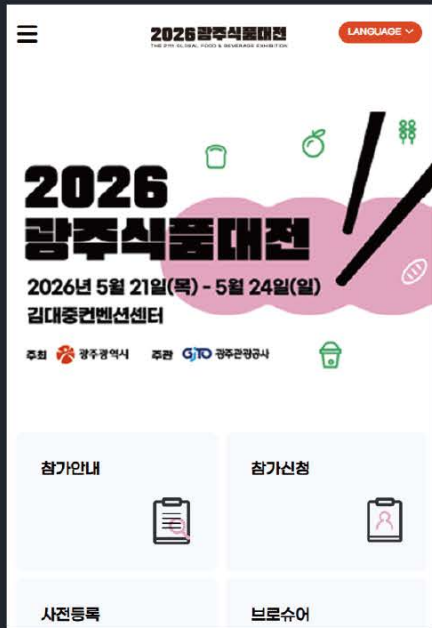 2026광주식품대전
THE 21TH GLOBAL FOOD & BEVERAGE EXHIBITION
LANGUAGE
2026
광주식품대전
2026년 5월 21일(목) - 5월 24일(일)
김대중컨벤션센터
주최 광주광역시 주관 GJTO 광주관광공사
참가안내
참가신청
사전등록
브로슈어